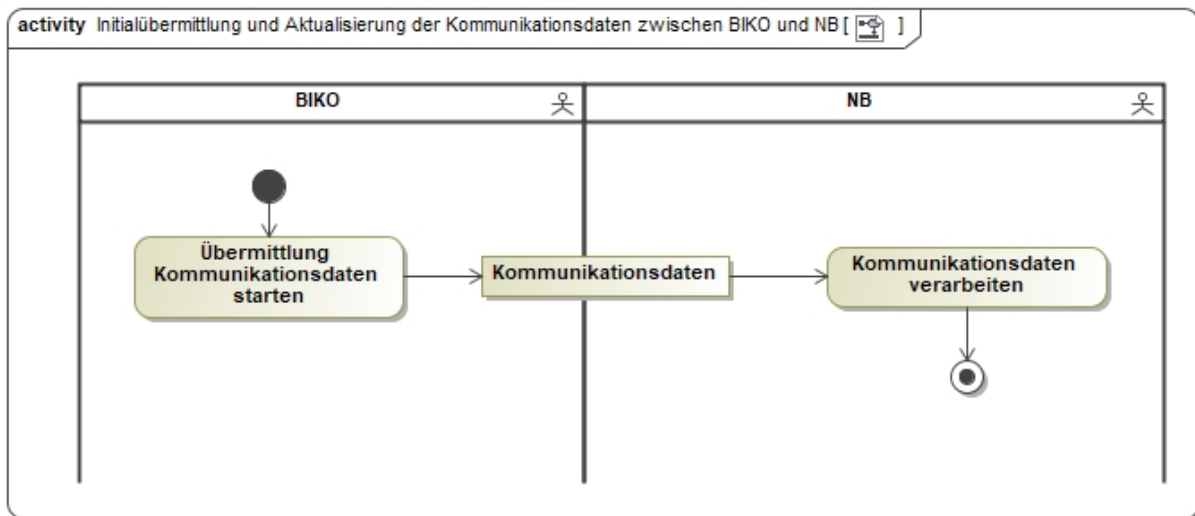 activity Initialübermittlung und Aktualisierung der Kommunikationsdaten zwischen BIKO und NB [ ]
BIKO
NB
Übermittlung
Kommunikationsdaten
starten
Kommunikationsdaten
Kommunikationsdaten
verarbeiten